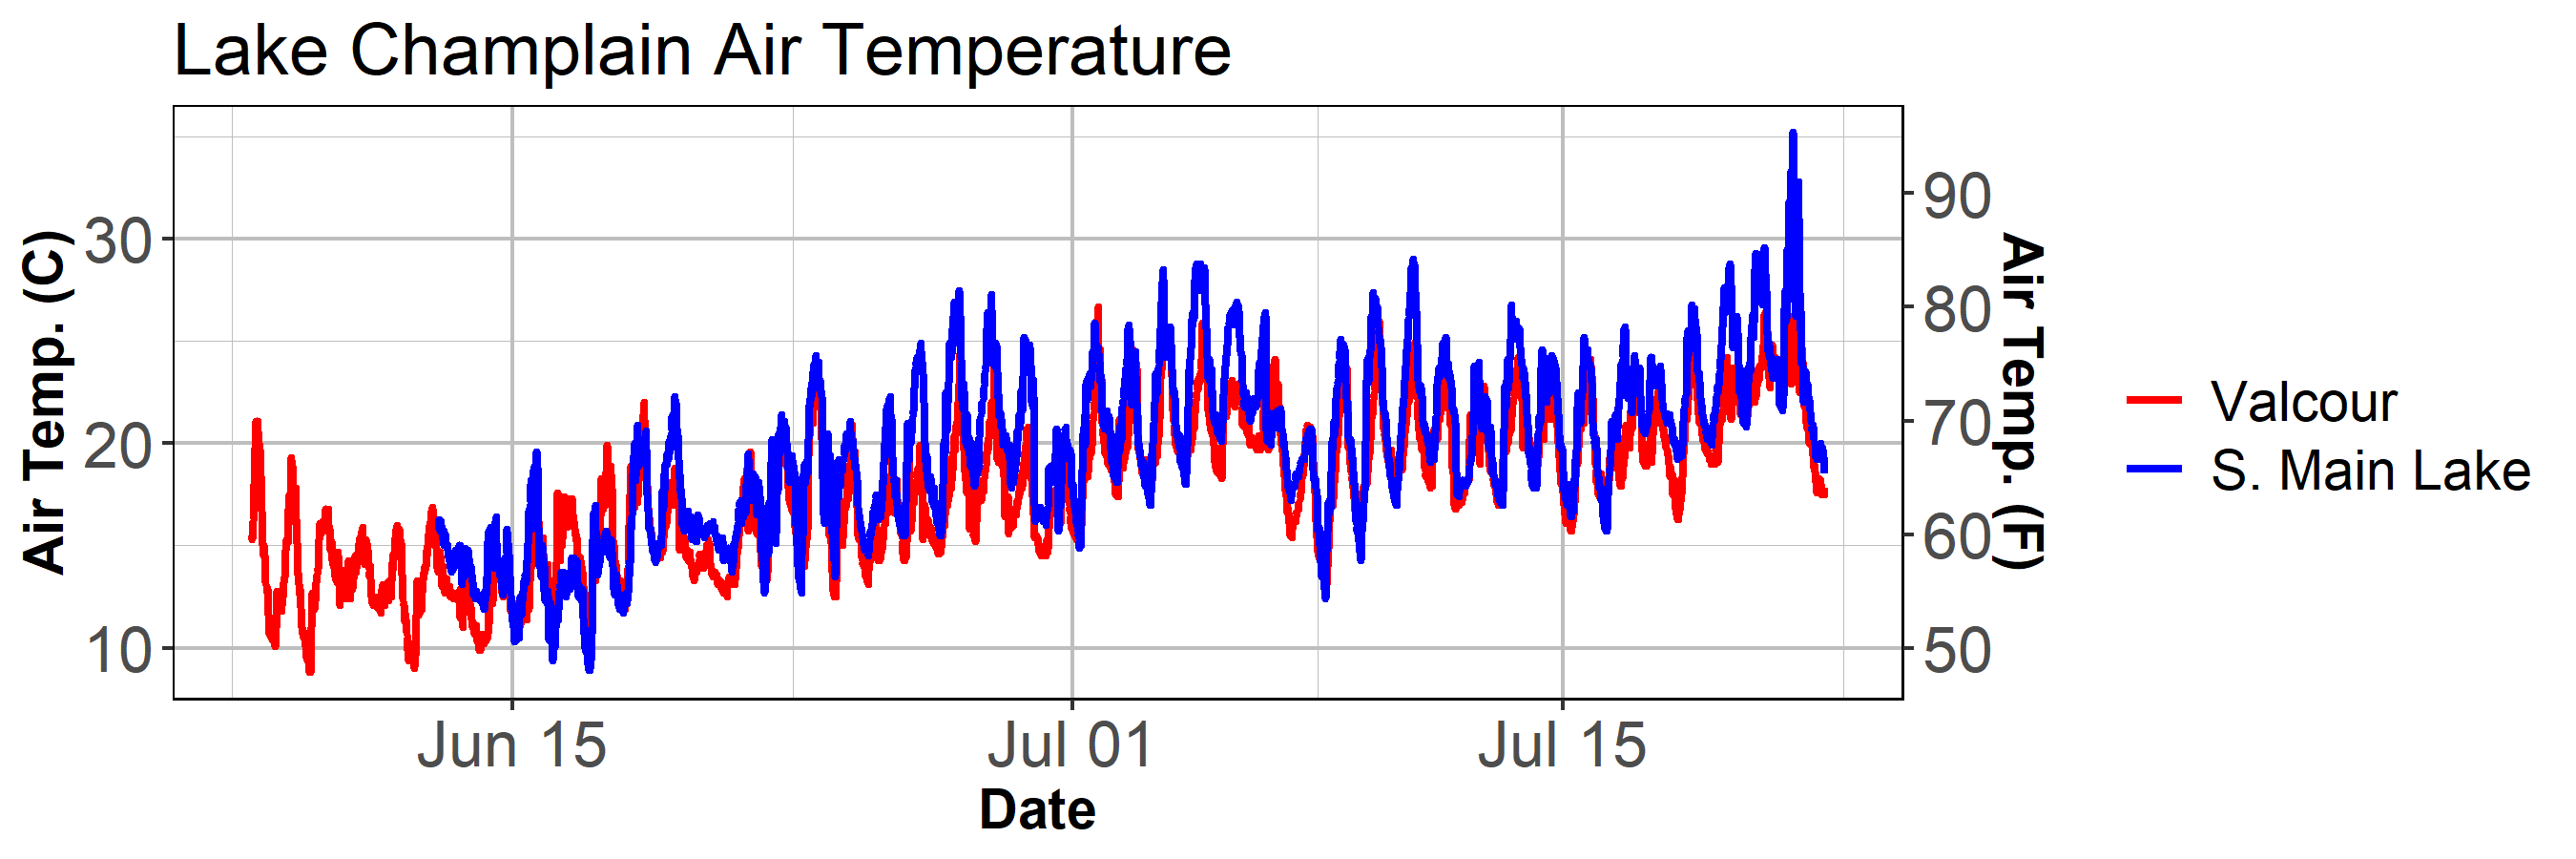 Lake Champlain Air Temperature
Air Temp. (C)
30
20
10
90
80
70
60
50
Air Temp. (F)
Jun 15
Jul 01
Jul 15
Date
Valcour
S. Main Lake